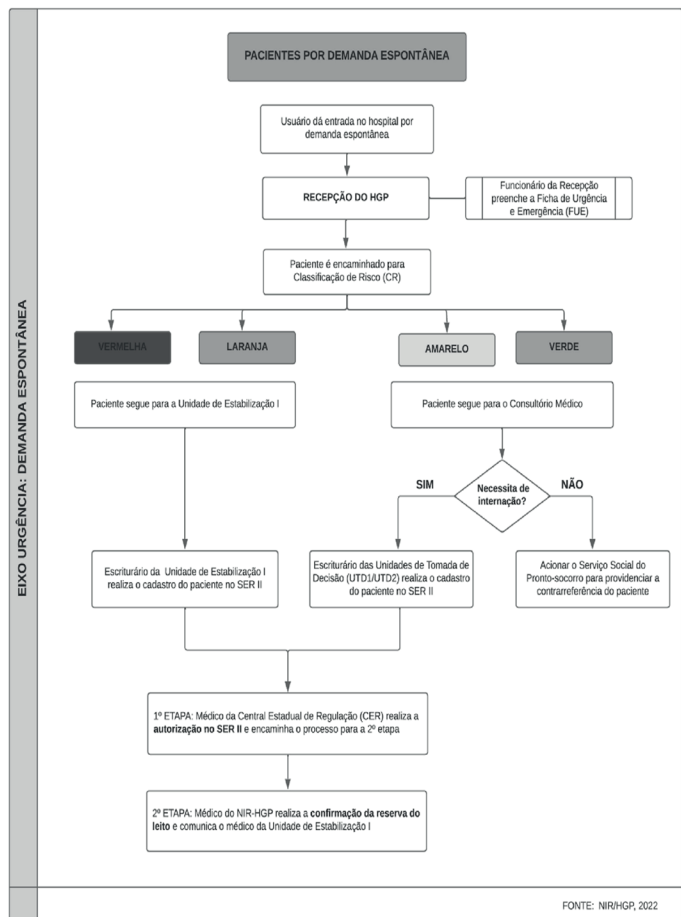 PACIENTES POR DEMANDA ESPONTÂNEA
Usuário dá entrada no hospital por
demanda espontânea
RECEPÇÃO DO HGP
Funcionário da Recepção
preenche a Ficha de Urgência
e Emergência (FUE)
Paciente é encaminhado para
Classificação de Risco (CR)
VERMELHA
LARANJA
AMARELO
VERDE
Paciente segue para a Unidade de Estabilização I
Paciente segue para o Consultório Médico
SIM
Necessita de
internação?
NÃO
Escriturário da Unidade de Estabilização I
realiza o cadastro do paciente no SER II
Escriturário das Unidades de Tomada de
Decisão (UTD1/UTD2) realiza o cadastro
do paciente no SER II
Acionar o Serviço Social do
Pronto-socorro para providenciar a
contrarreferência do paciente
1º ETAPA: Médico da Central Estadual de Regulação (CER) realiza a
autorização no SER II e encaminha o processo para a 2º etapa
2º ETAPA: Médico do NIR-HGP realiza a confirmação da reserva do
leito e comunica o médico da Unidade de Estabilização I
EIXO URGÊNCIA: DEMANDA ESPONTÂNEA
FONTE: NIR/HGP, 2022